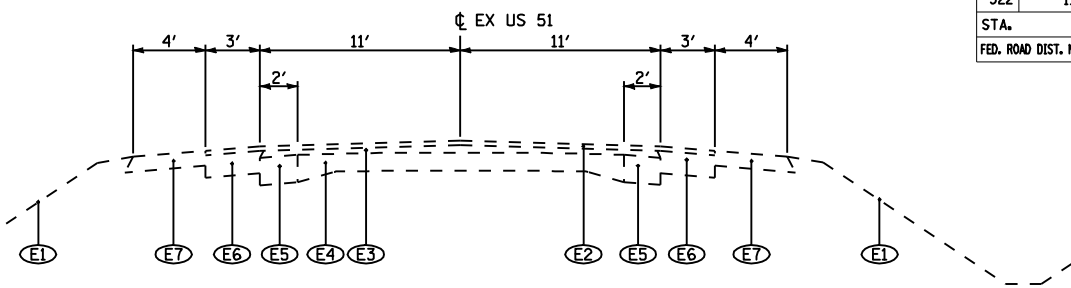 ℄ EX US 51
4' 3' 11' 11' 3' 4'
2' 2'
E1 E7 E6 E5 E4 E3 E2 E5 E6 E7 E1
STA.
FED. ROAD DIST.